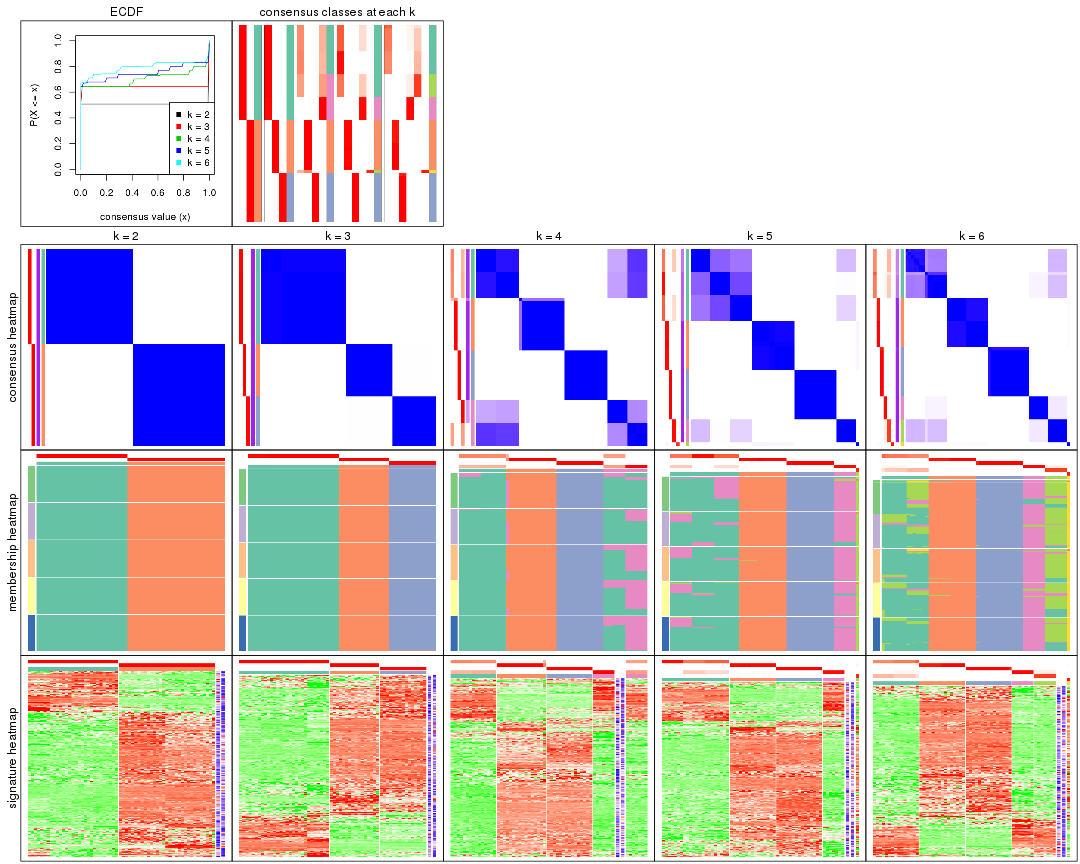 ECDF
consensus classes at each k
P(X <= x)
0.0 0.2 0.4 0.6 0.8 1.0
k = 2
k = 3
k = 4
k = 5
k = 6
0.0 0.2 0.4 0.6 0.8 1.0
consensus value (x)
k = 2
k = 3
k = 4
k = 5
k = 6
consensus heatmap
membership heatmap
signature heatmap